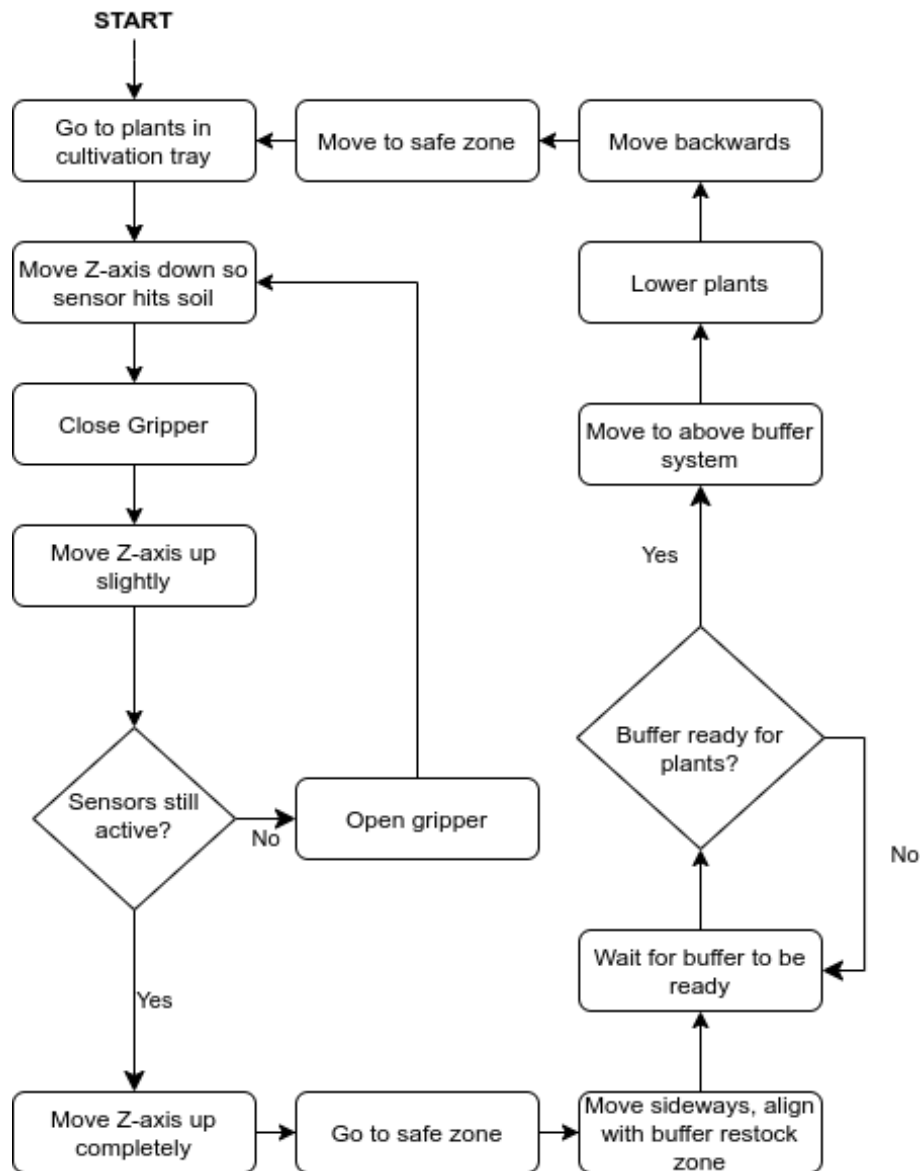 START
Go to plants in
cultivation tray
Move to safe zone
Move backwards
Move Z-axis down so
sensor hits soil
Lower plants
Close Gripper
Move to above buffer
system
Move Z-axis up
slightly
Yes
Buffer ready for
plants?
Sensors still
active?
No
Open gripper
No
Wait for buffer to be
ready
Yes
Move Z-axis up
completely
Go to safe zone
Move sideways, align
with buffer restock
zone